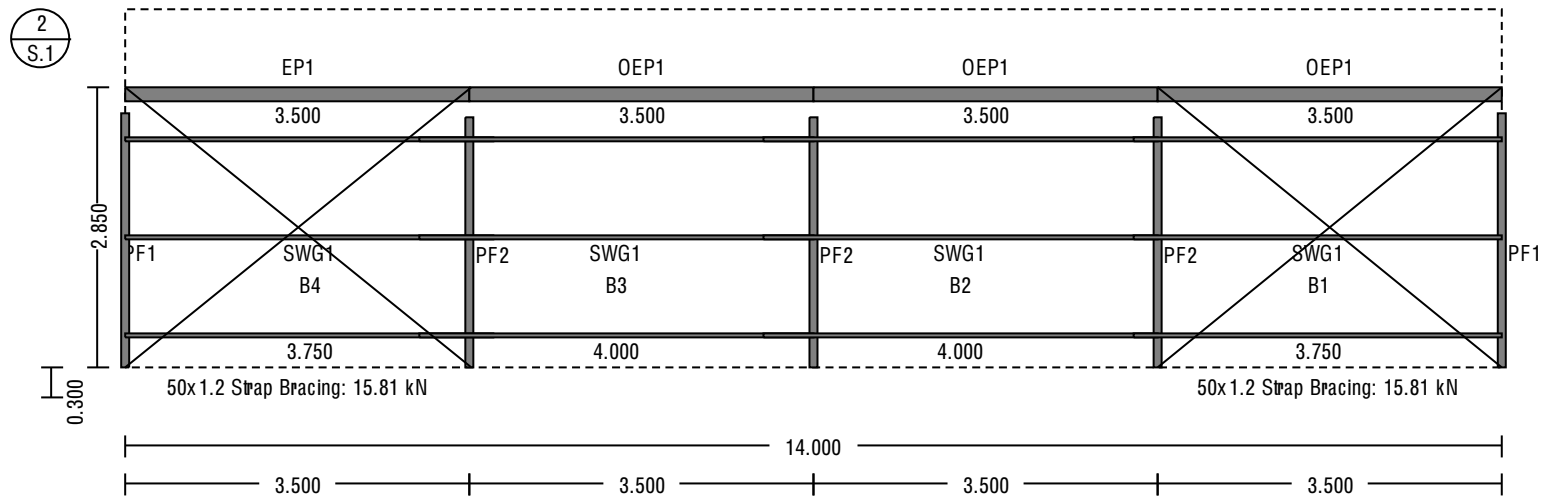 2
S.1
EP1 OEP1 OEP1 OEP1
3.500 3.500 3.500 3.500
2.850
PF1 SWG1 PF2 SWG1 PF2 SWG1 PF2 SWG1 PF1
B4 B3 B2 B1
3.750 4.000 4.000 3.750
0.300
50x1.2 Strap Bracing: 15.81 kN 50x1.2 Strap Bracing: 15.81 kN
14.000
3.500 3.500 3.500 3.500